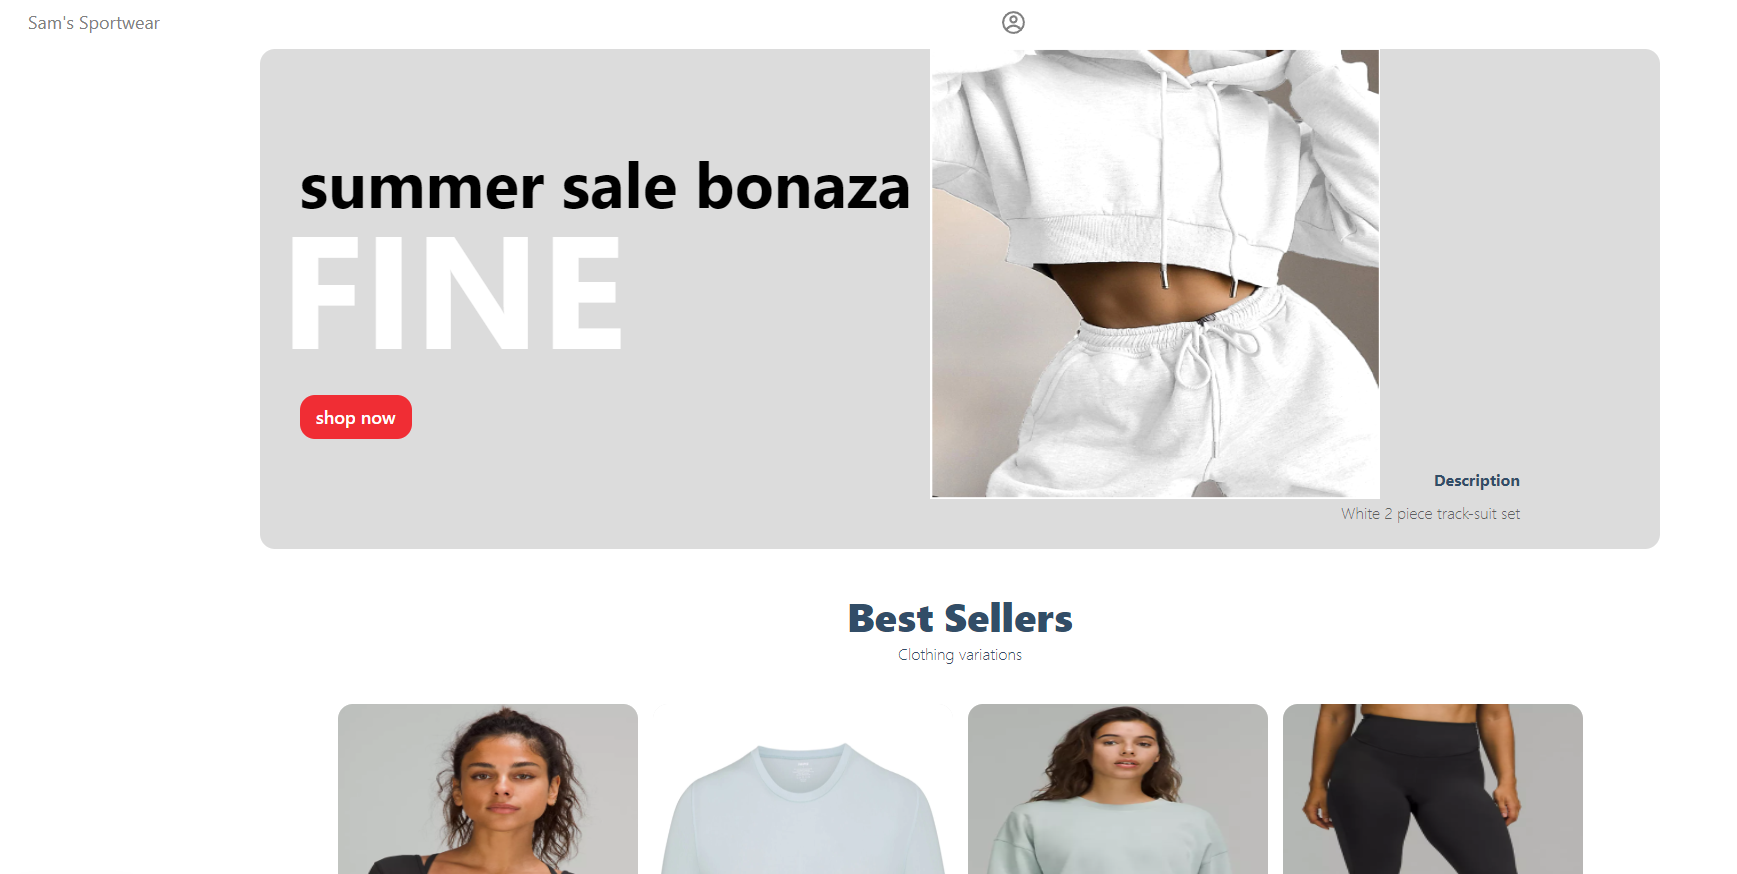 Sam's Sportwear
summer sale bonaza
FINE
shop now
Description
White 2 piece track-suit set
Best Sellers
Clothing variations